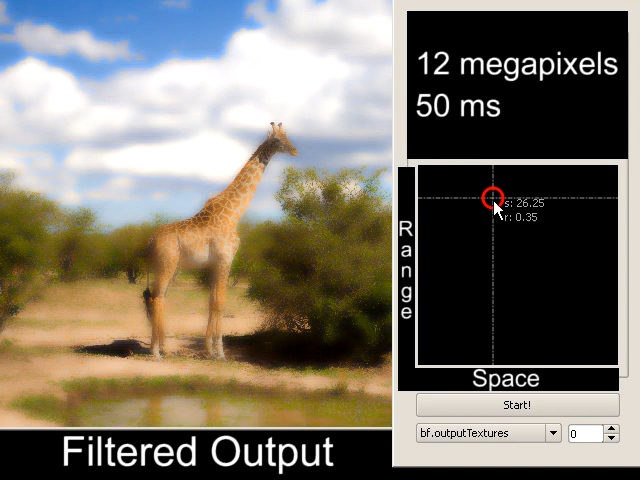 12 megapixels
50 ms
s: 26.25
r: 0.35
Range
Space
Start!
bf.outputTextures
0
Filtered Output